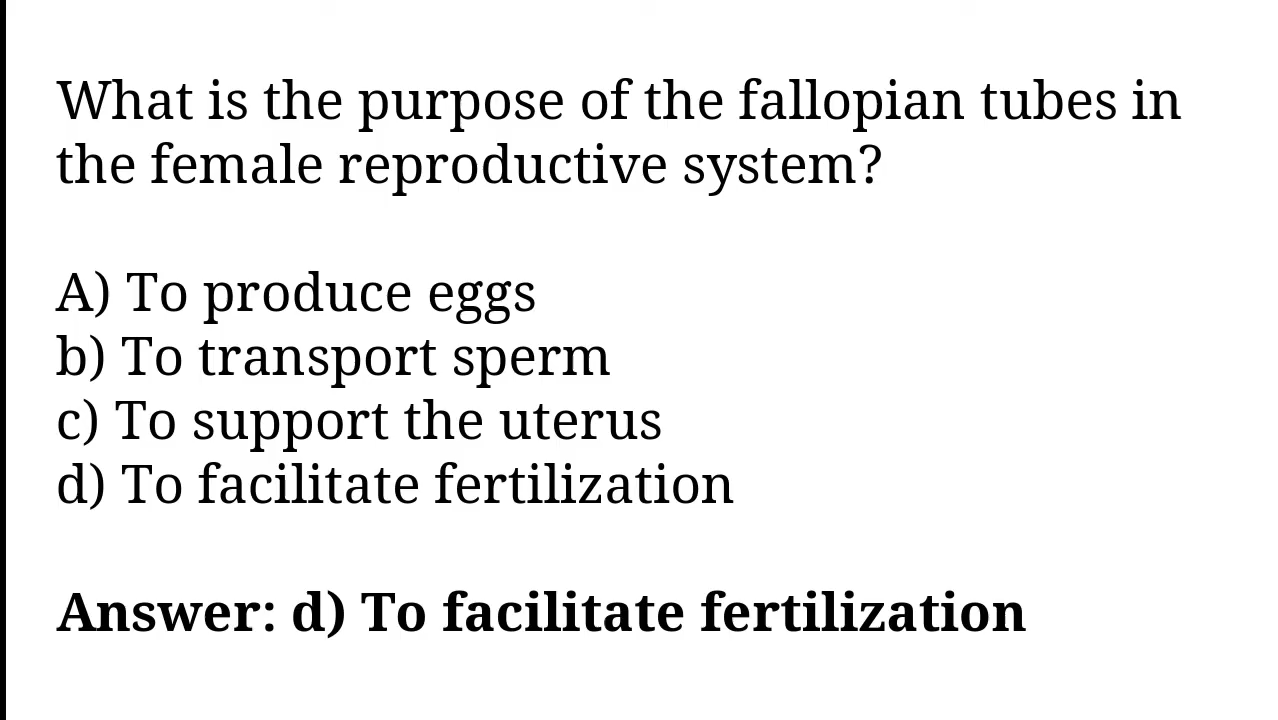 What is the purpose of the fallopian tubes in
the female reproductive system?
A) To produce eggs
b) To transport sperm
c) To support the uterus
d) To facilitate fertilization
Answer: d) To facilitate fertilization